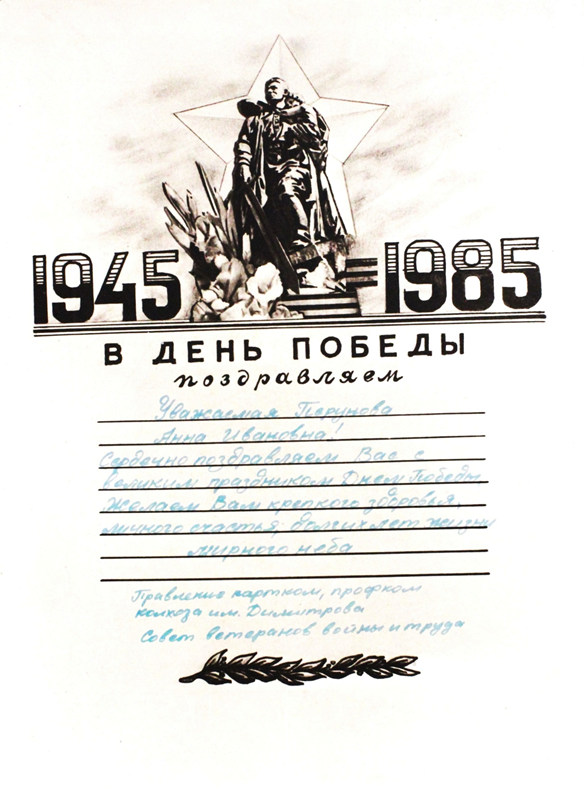 1945 1985
В ДЕНЬ ПОБЕДЫ
поздравляем
Уважаемая Перунова
Анна Ивановна!
Сердечно поздравляем Вас с
великим праздником Днем Победы
Желаем Вам крепкого здоровья,
личного счастья, долгих лет жизни
мирного неба
Правление партком, профком
колхоза им. Димитрова
Совет ветеранов войны и труда